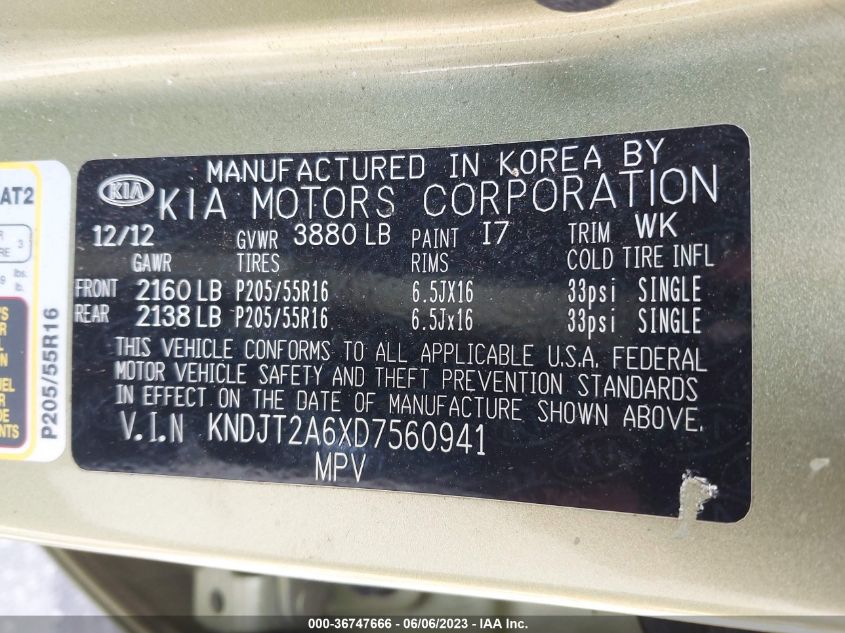 MANUFACTURED IN KOREA BY
KIA KIA MOTORS CORPORATION
12/12 GVWR 3880 LB PAINT I7 TRIM WK
GAWR TIRES RIMS COLD TIRE INFL
FRONT 2160 LB P205/55R16 6.5JX16 33psi SINGLE
REAR 2138 LB P205/55R16 6.5Jx16 33psi SINGLE
THIS VEHICLE CONFORMS TO ALL APPLICABLE U.S.A. FEDERAL
MOTOR VEHICLE SAFETY AND THEFT PREVENTION STANDARDS
IN EFFECT ON THE DATE OF MANUFACTURE SHOWN ABOVE.
V.I.N KNDJT2A6XD7560941
MPV
AT2
3
lbs.
lb.
P205/55R16
000-36747666 - 06/06/2023 - © IAA, Inc.